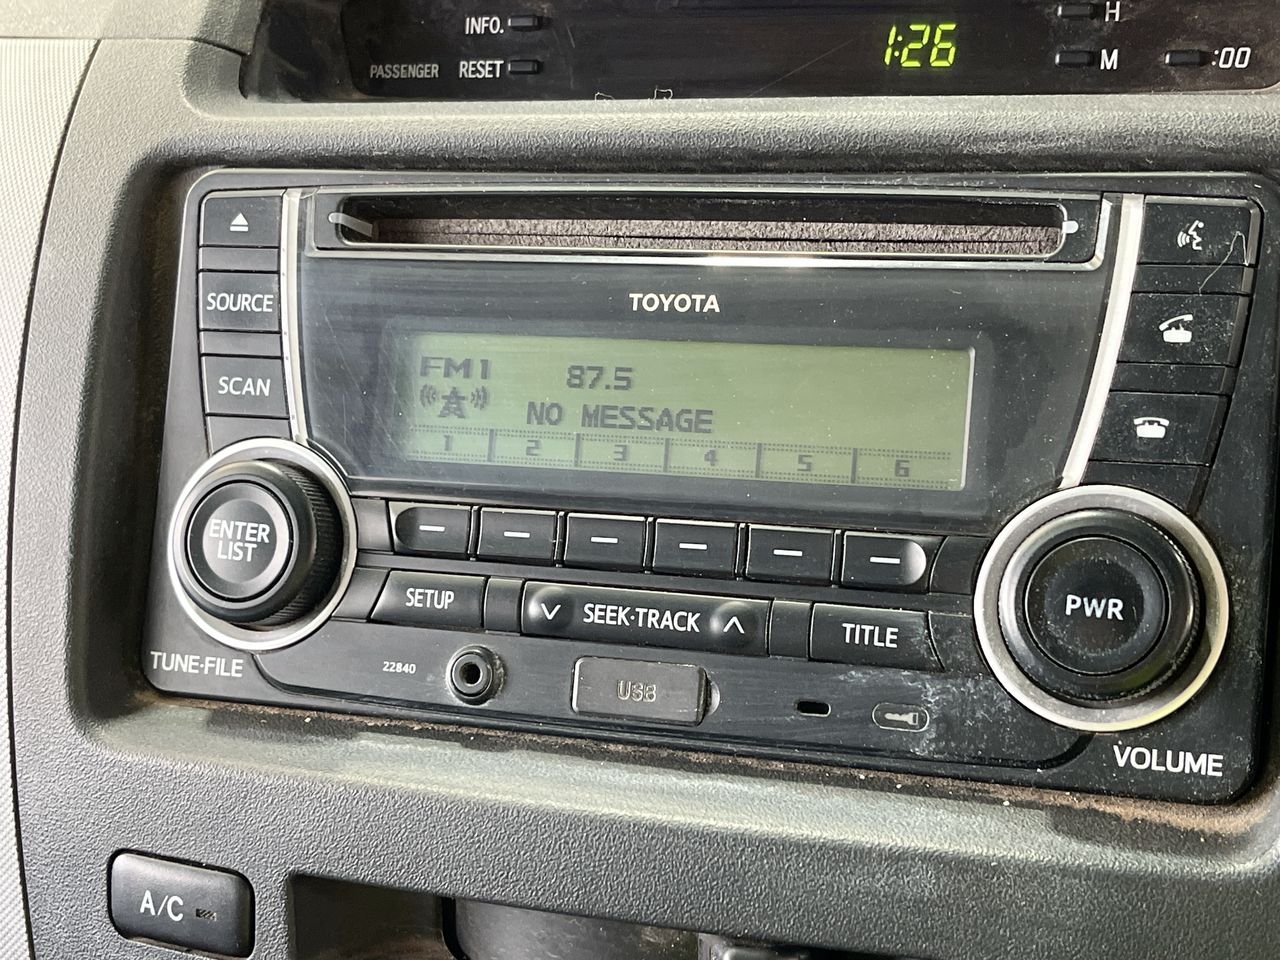 INFO.
1:26
H
PASSENGER RESET
M
:00
SOURCE
TOYOTA
SCAN
FM1 87.5
NO MESSAGE
1 2 3 4 5 6
ENTER
LIST
SETUP
SEEK·TRACK
TITLE
PWR
TUNE·FILE
22840
USB
VOLUME
A/C